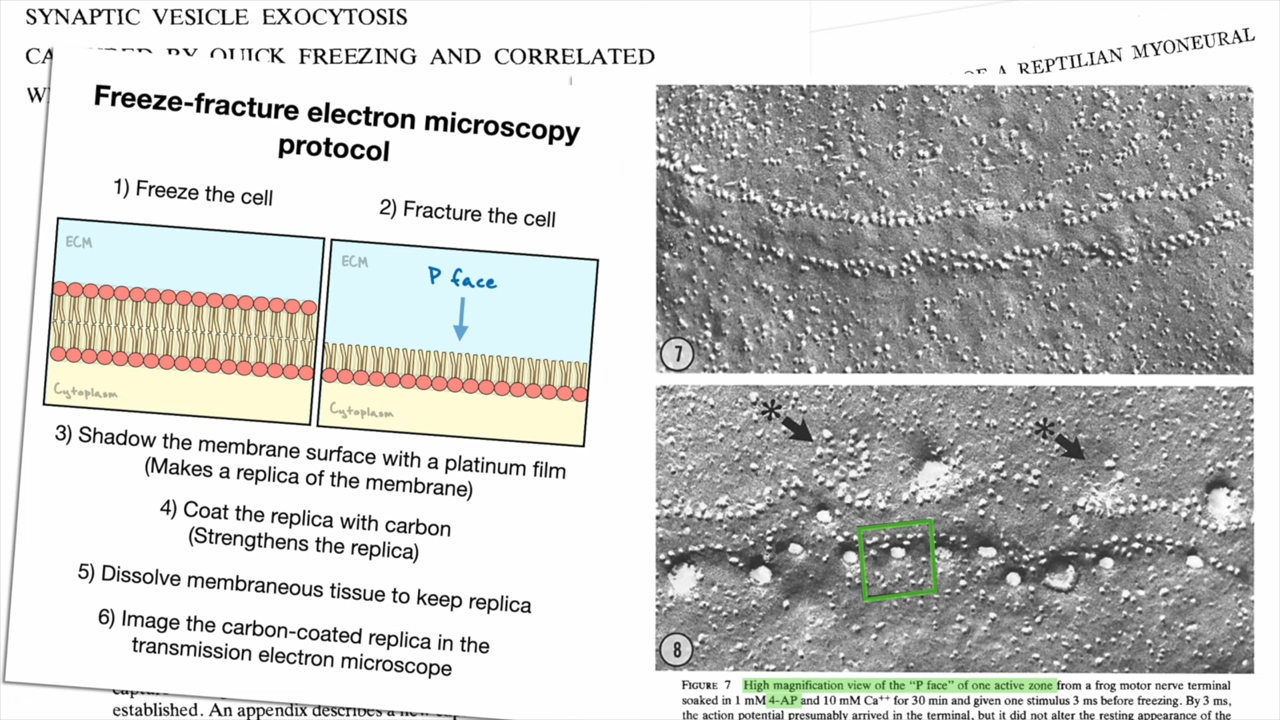 SYNAPTIC VESICLE EXOCYTOSIS
BY QUICK FREEZING AND CORRELATED
OF A REPTILIAN MYONEURAL
Freeze-fracture electron microscopy
protocol
1) Freeze the cell
2) Fracture the cell
ECM
Cytoplasm
ECM
P face
Cytoplasm
3) Shadow the membrane surface with a platinum film
(Makes a replica of the membrane)
4) Coat the replica with carbon
(Strengthens the replica)
5) Dissolve membraneous tissue to keep replica
6) Image the carbon-coated replica in the
transmission electron microscope
established. An appendix describes a new
7
* *
8
FIGURE 7 High magnification view of the "P face" of one active zone from a frog motor nerve terminal
soaked in 1 mM 4-AP and 10 mM Ca++ for 30 min and given one stimulus 3 ms before freezing. By 3 ms,
the action potential presumably arrived in the terminal, but it did not alter the resting appearance of the